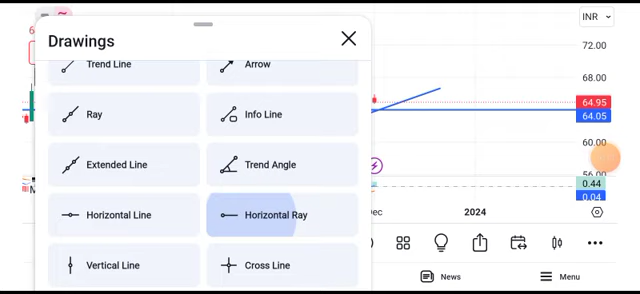 Drawings
Trend Line
Arrow
Ray
Info Line
Extended Line
Trend Angle
Horizontal Line
Horizontal Ray
Vertical Line
Cross Line
INR
72.00
68.00
64.95
64.05
60.00
56.00
0.44
0.04
Dec
2024
News
Menu